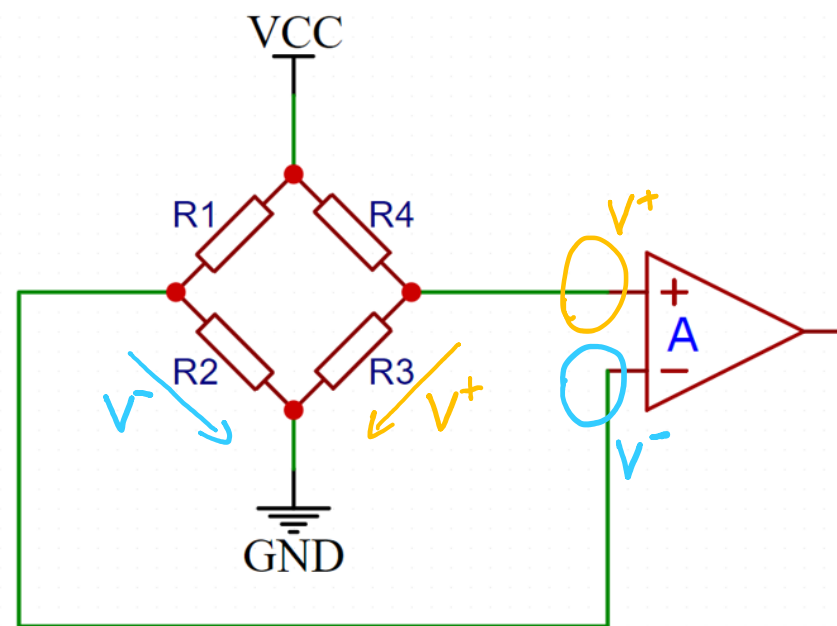 VCC
R1
R4
V+
+
A
−
R2
R3
V−
V+
V−
GND